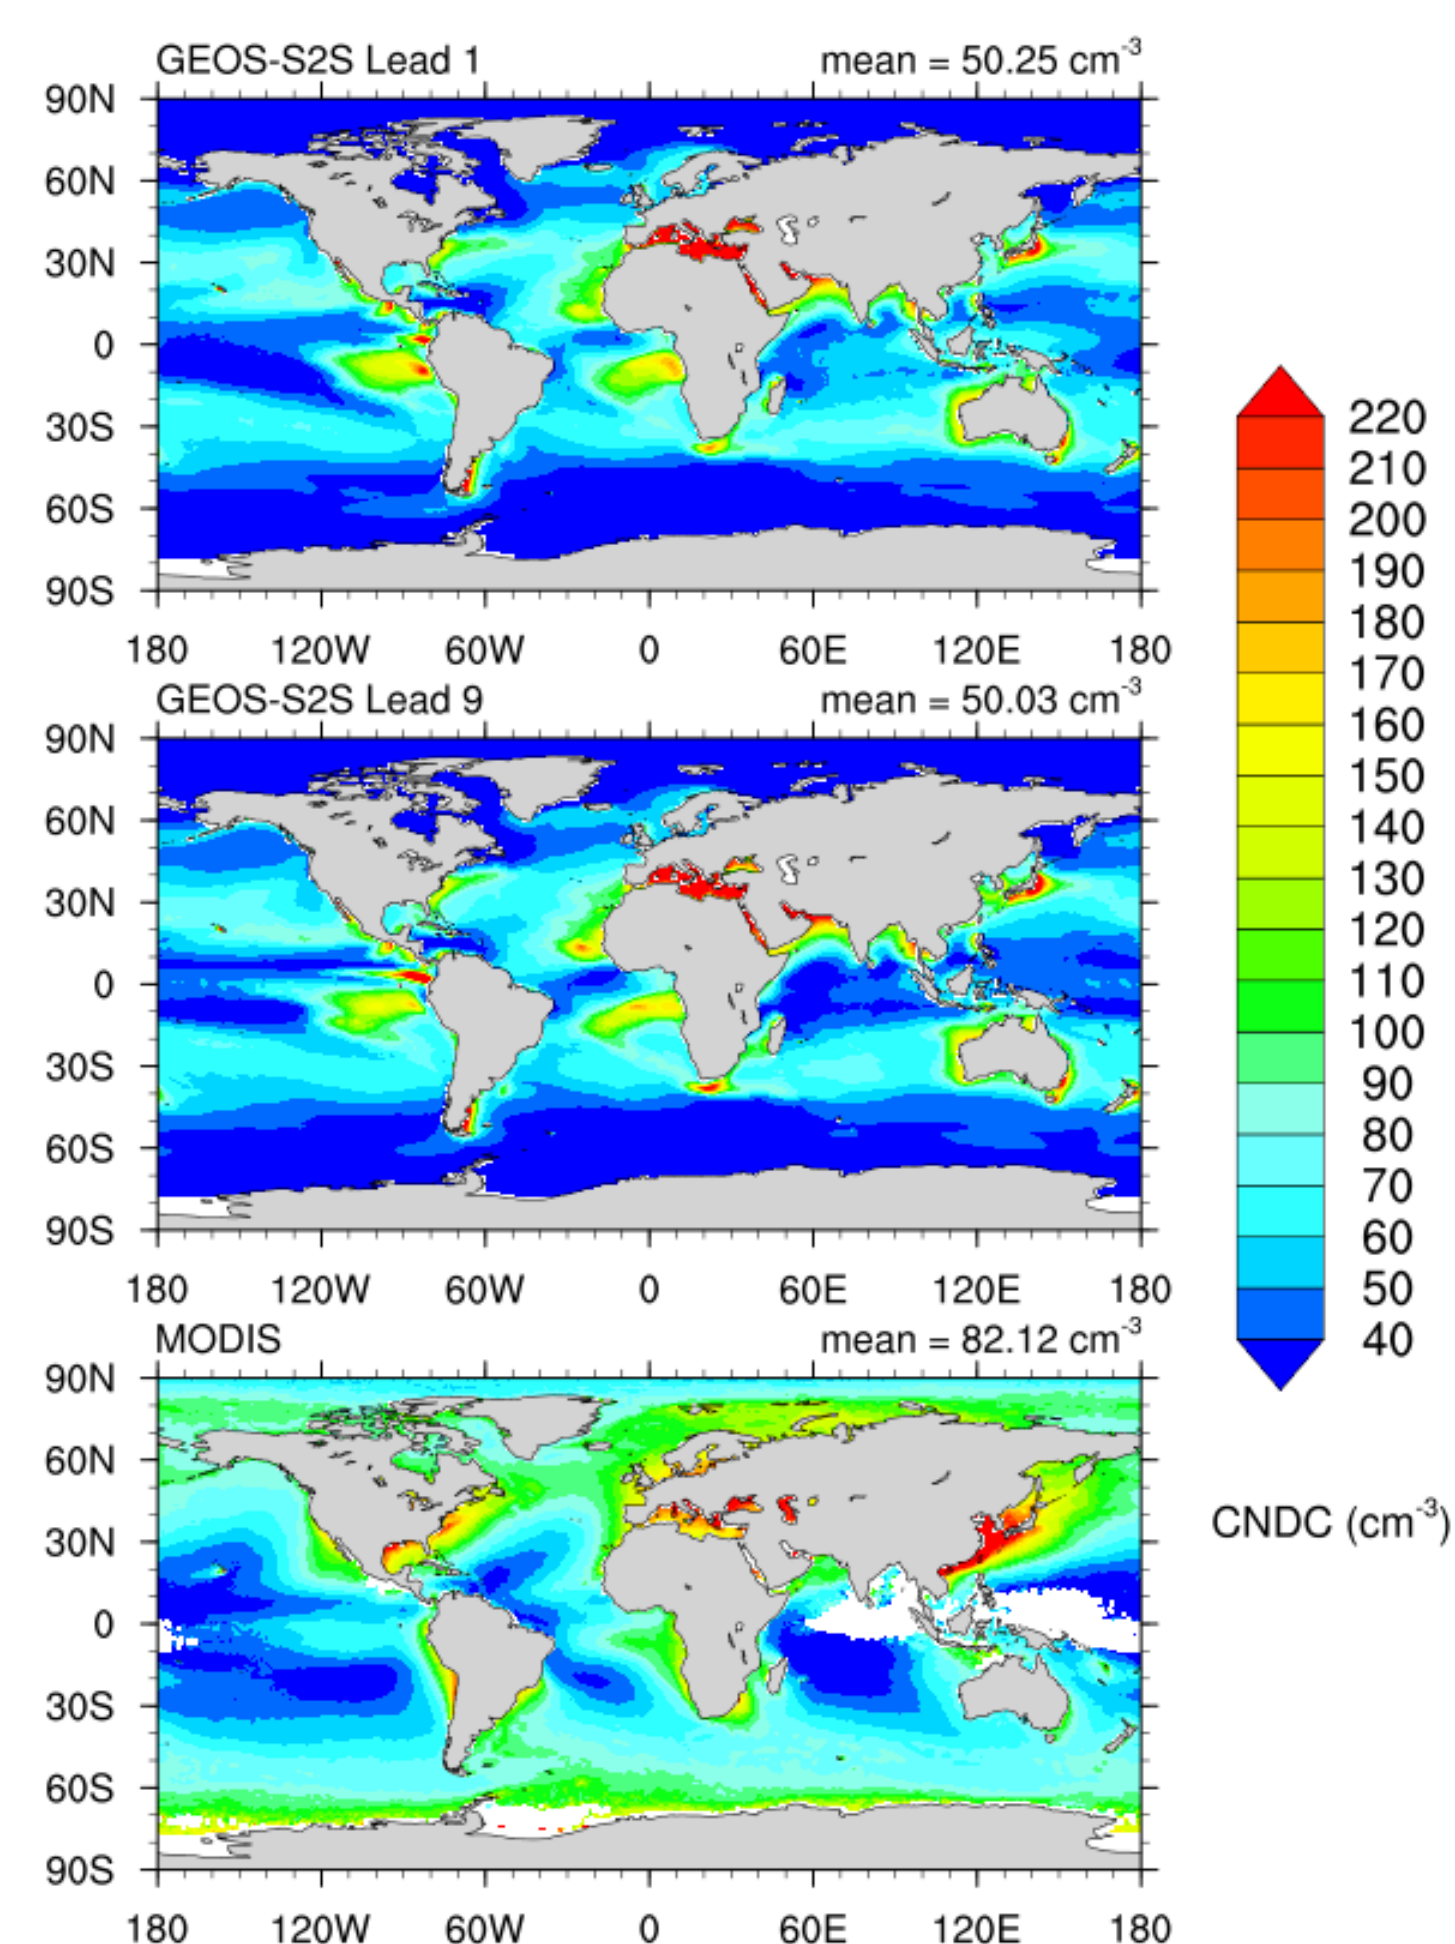 GEOS-S2S Lead 1 mean = 50.25 cm⁻³
90N
60N
30N
0
30S
60S
90S
180 120W 60W 0 60E 120E 180
GEOS-S2S Lead 9 mean = 50.03 cm⁻³
90N
60N
30N
0
30S
60S
90S
180 120W 60W 0 60E 120E 180
MODIS mean = 82.12 cm⁻³
90N
60N
30N
0
30S
60S
90S
180 120W 60W 0 60E 120E 180
220
210
200
190
180
170
160
150
140
130
120
110
100
90
80
70
60
50
40
CNDC (cm⁻³)